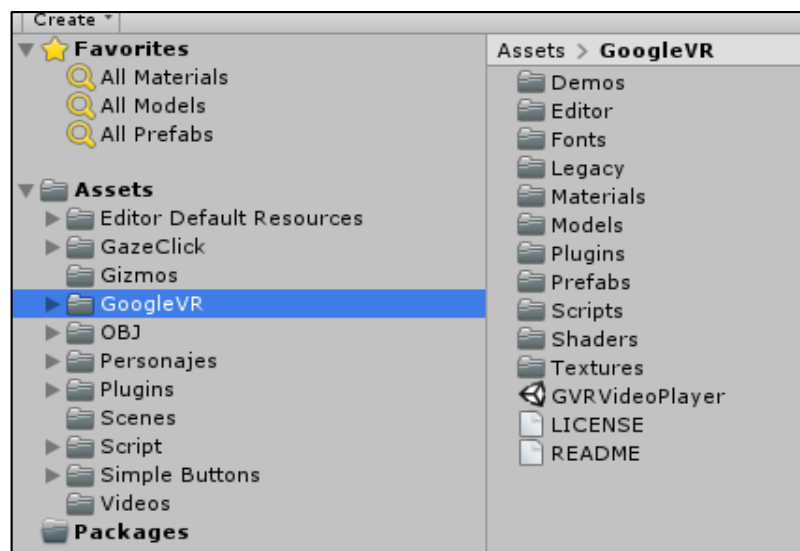 Create
Favorites
All Materials
All Models
All Prefabs
Assets
Editor Default Resources
GazeClick
Gizmos
GoogleVR
OBJ
Personajes
Plugins
Scenes
Script
Simple Buttons
Videos
Packages
Assets > GoogleVR
Demos
Editor
Fonts
Legacy
Materials
Models
Plugins
Prefabs
Scripts
Shaders
Textures
GVRVideoPlayer
LICENSE
README